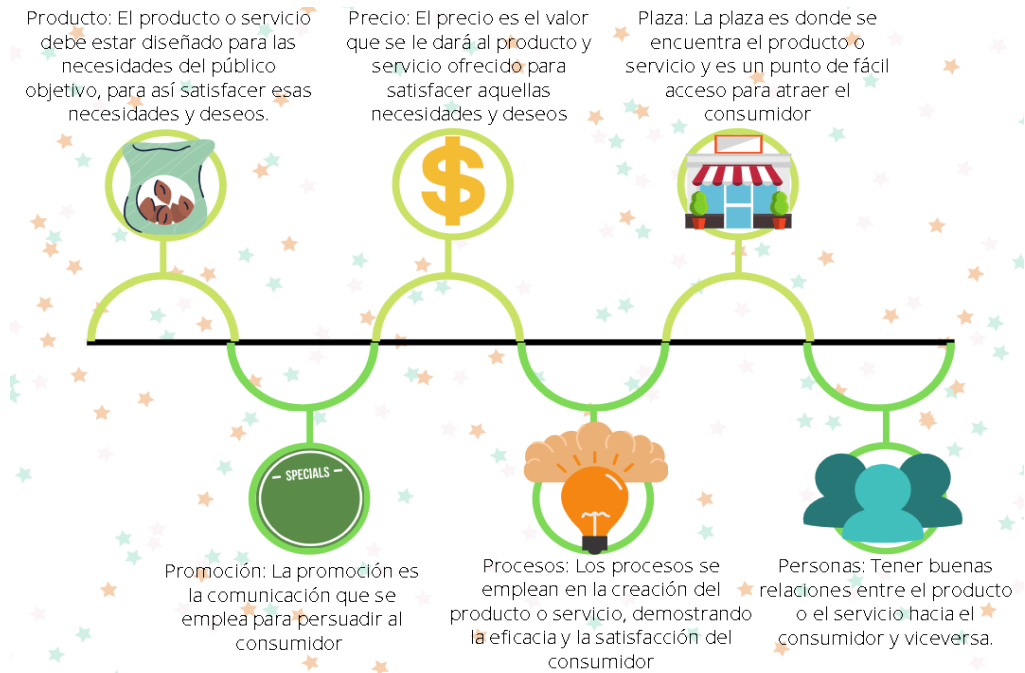 Producto: El producto o servicio
debe estar diseñado para las
necesidades del público
objetivo, para así satisfacer esas
necesidades y deseos.
Precio: El precio es el valor
que se le dará al producto y
servicio ofrecido para
satisfacer aquellas
necesidades y deseos
Plaza: La plaza es donde se
encuentra el producto o
servicio y es un punto de fácil
acceso para atraer el
consumidor
SPECIALS
Promoción: La promoción es
la comunicación que se
emplea para persuadir al
consumidor
Procesos: Los procesos se
emplean en la creación del
producto o servicio, demostrando
la eficacia y la satisfacción del
consumidor
Personas: Tener buenas
relaciones entre el producto
o el servicio hacia el
consumidor y viceversa.